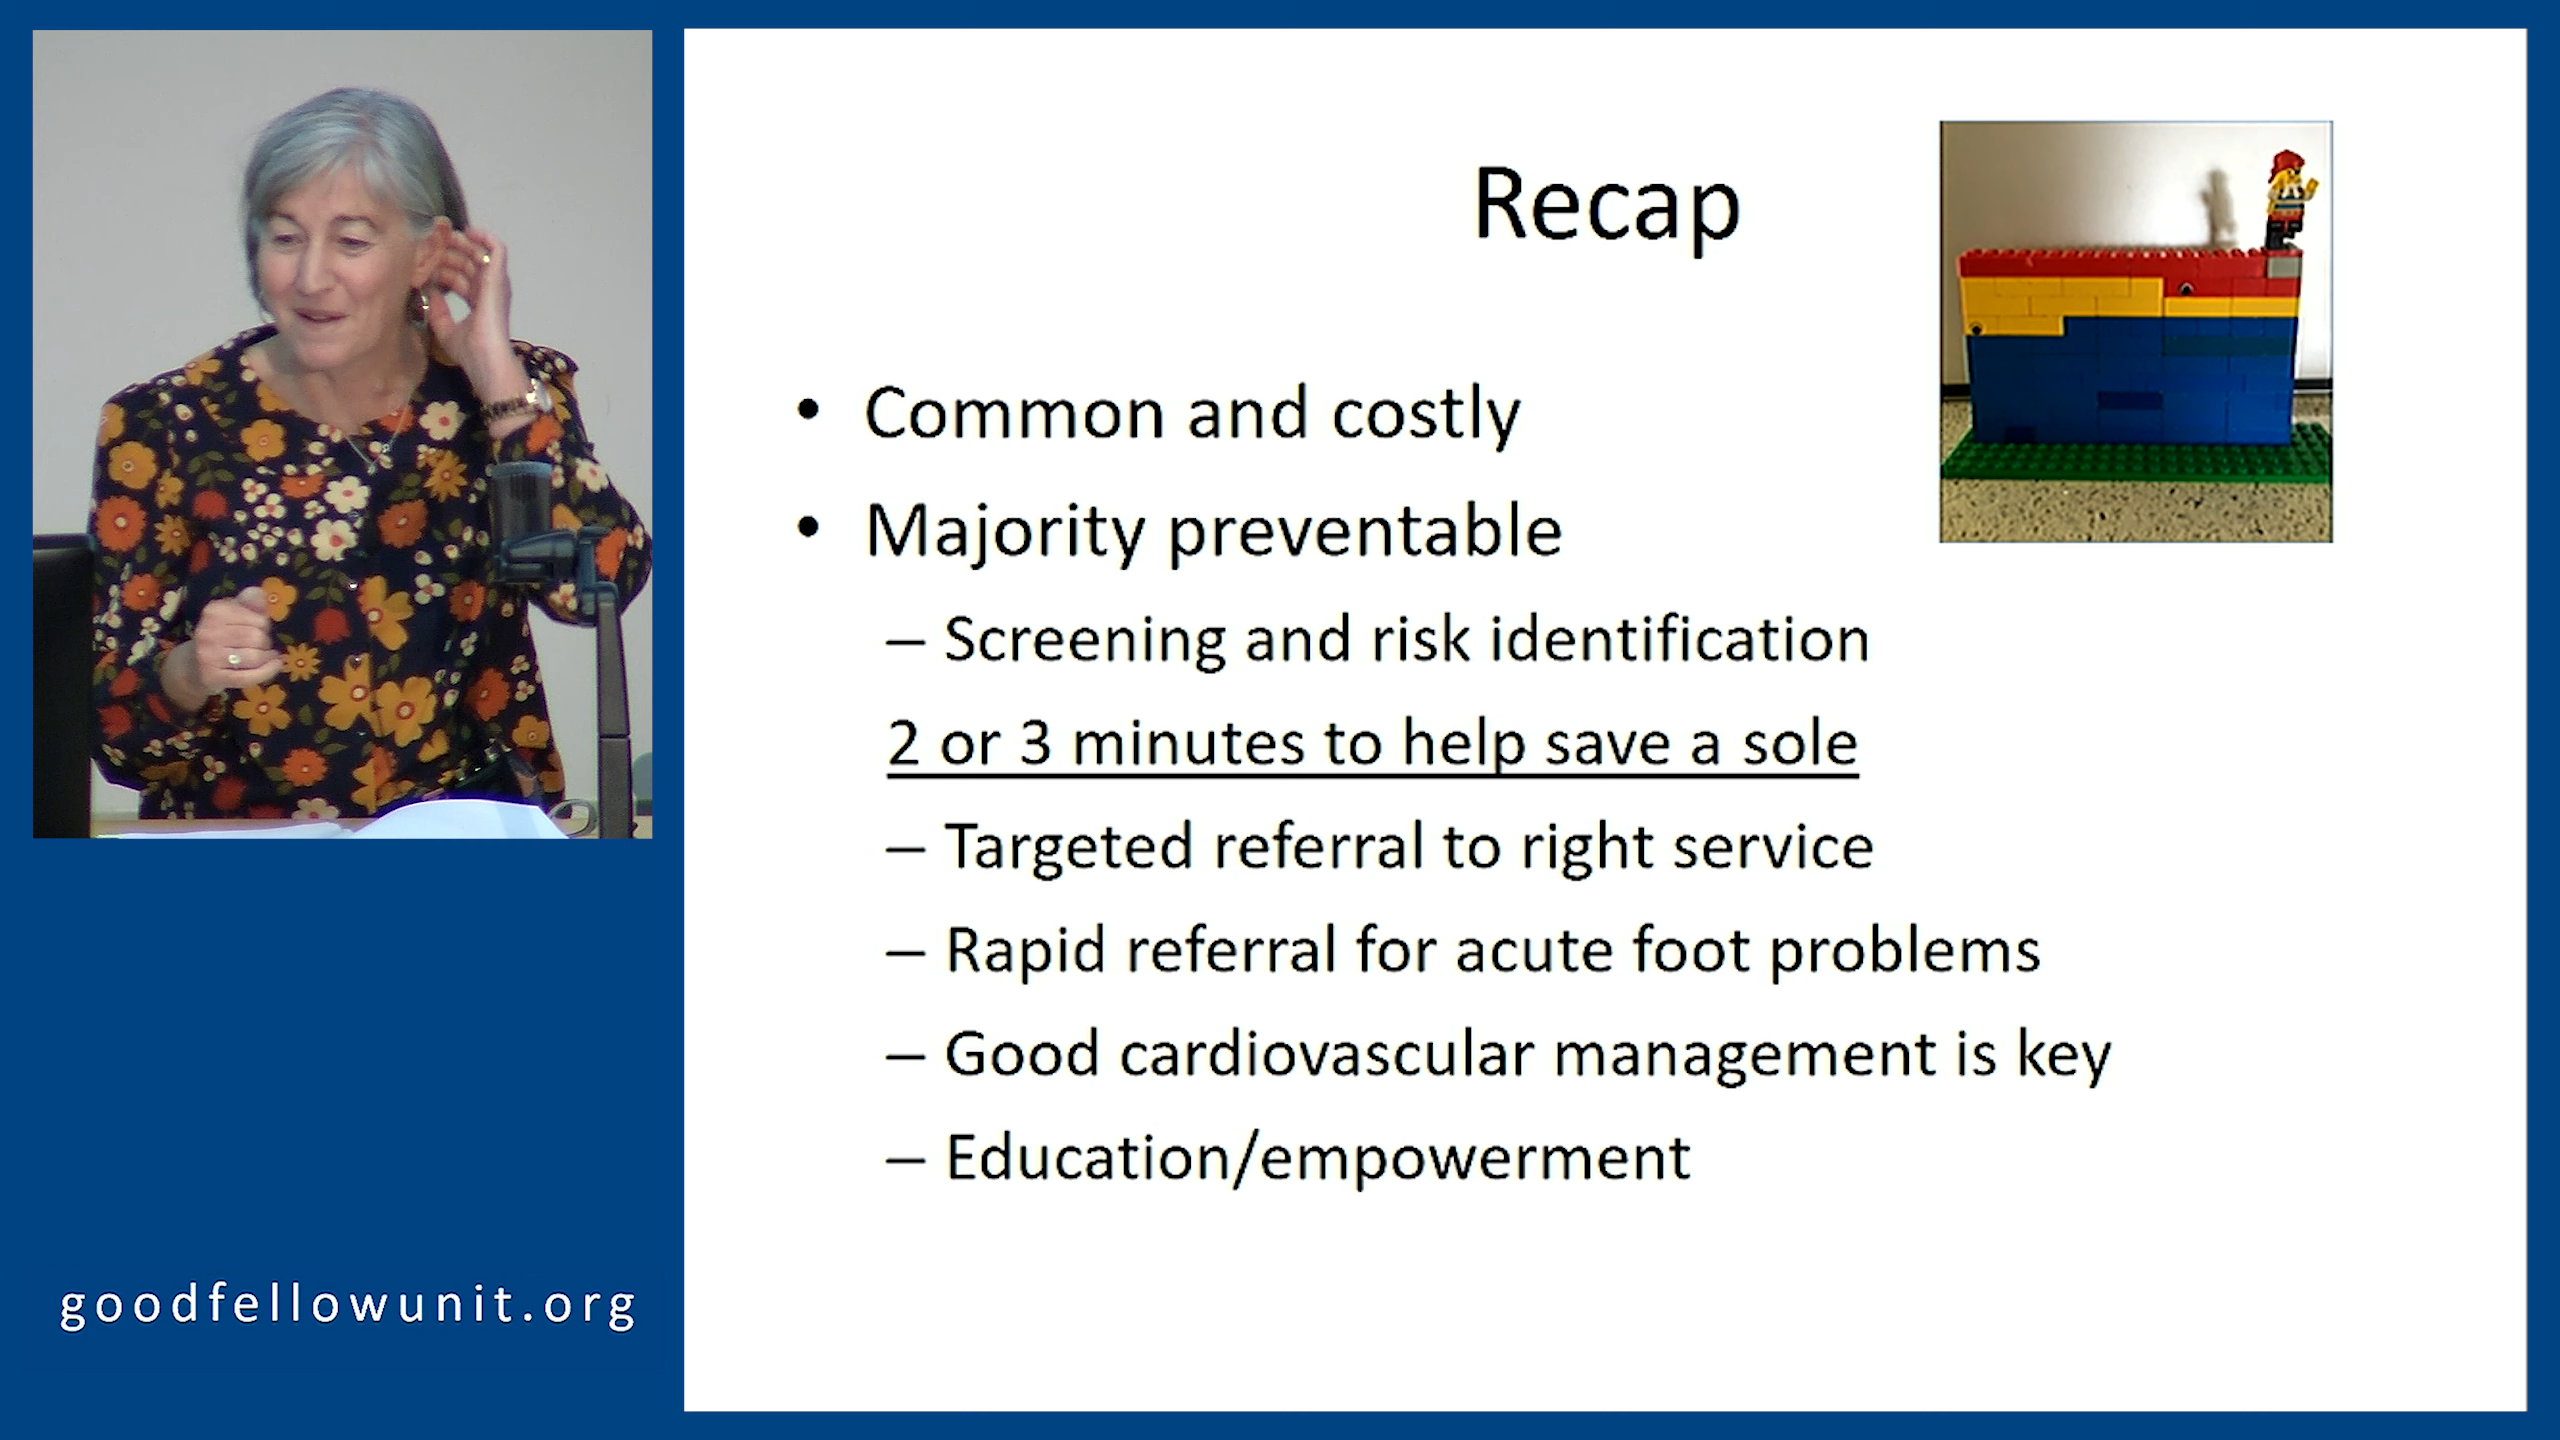 Recap
• Common and costly
• Majority preventable
– Screening and risk identification
2 or 3 minutes to help save a sole
– Targeted referral to right service
– Rapid referral for acute foot problems
– Good cardiovascular management is key
– Education/empowerment
goodfellowunit.org